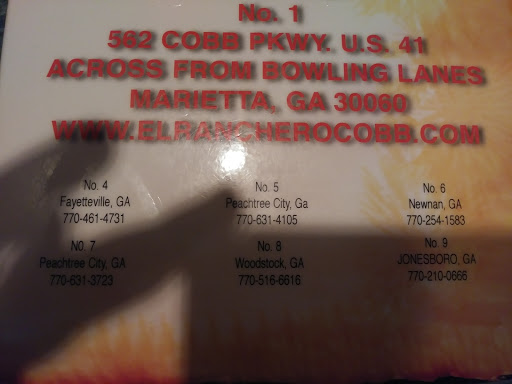 No. 1
562 COBB PKWY. U.S. 41
ACROSS FROM BOWLING LANES
MARIETTA, GA 30060
WWW.ELRANCHEROCOBB.COM
No. 4
Fayetteville, GA
770-461-4731
No. 5
Peachtree City, Ga
770-631-4105
No. 6
Newnan, GA
770-254-1583
N0. 7
Peachtree City, GA
770-631-3723
No. 8
Woodstock, GA
770-516-6616
No. 9
JONESBORO, GA
770-210-0666